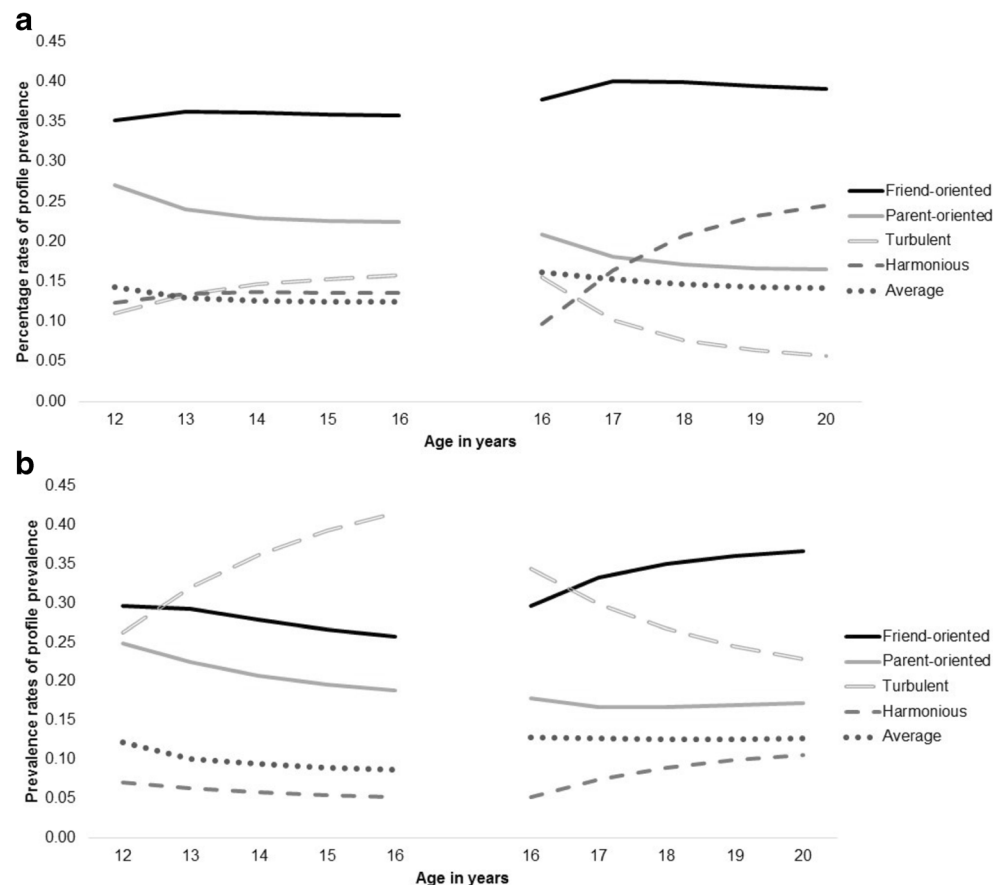 a
0.45
0.40
0.35
0.30
0.25
0.20
0.15
0.10
0.05
0.00
Percentage rates of profile prevalence
12 13 14 15 16 16 17 18 19 20
Age in years
Friend-oriented
Parent-oriented
Turbulent
Harmonious
Average
b
0.45
0.40
0.35
0.30
0.25
0.20
0.15
0.10
0.05
0.00
Prevalence rates of profile prevalence
12 13 14 15 16 16 17 18 19 20
Age in years
Friend-oriented
Parent-oriented
Turbulent
Harmonious
Average